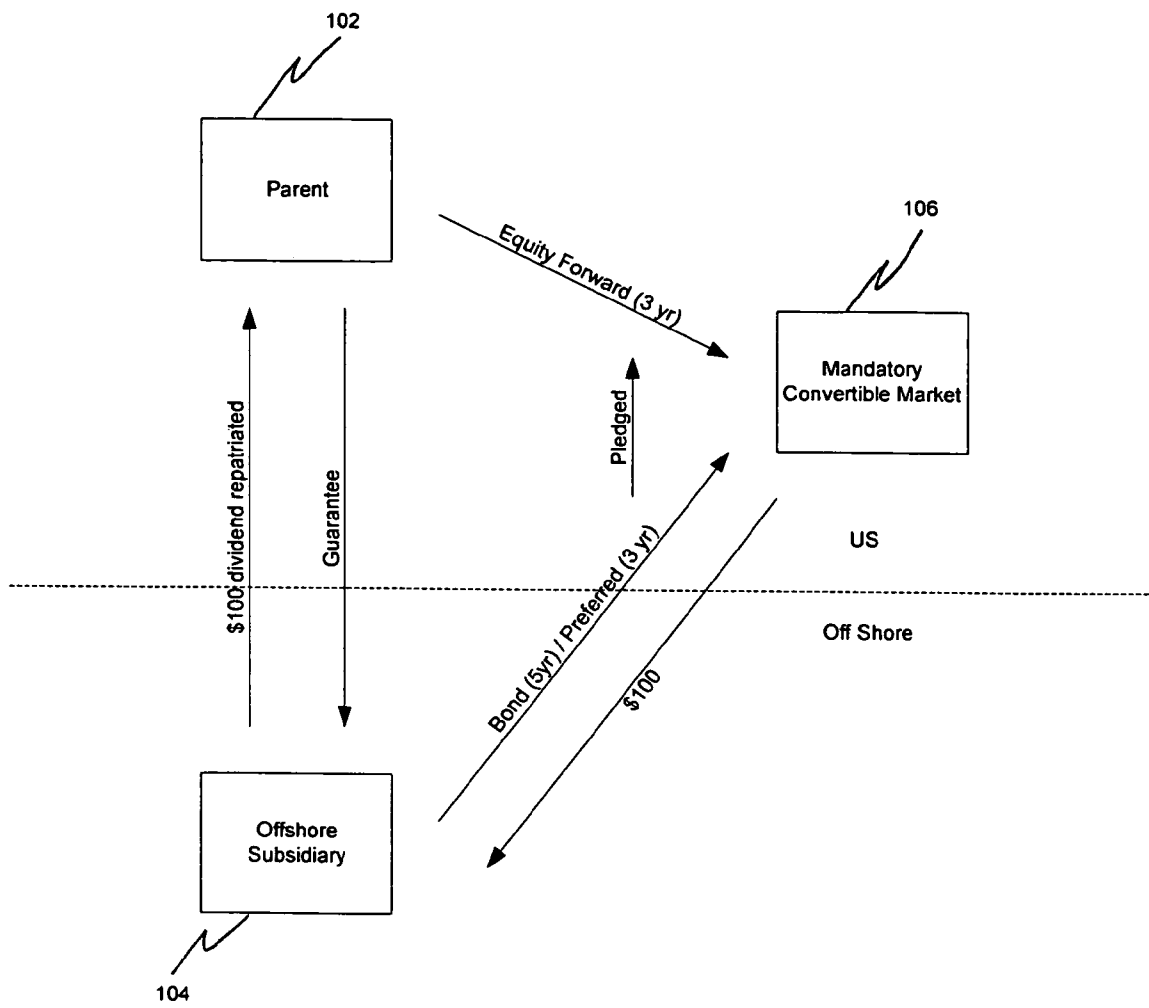 102
Parent
106
Equity Forward (3 yr)
Mandatory
Convertible Market
$100 dividend repatriated
Guarantee
Pledged
Bond (5yr) / Preferred (3 yr)
$100
US
Off Shore
Offshore
Subsidiary
104